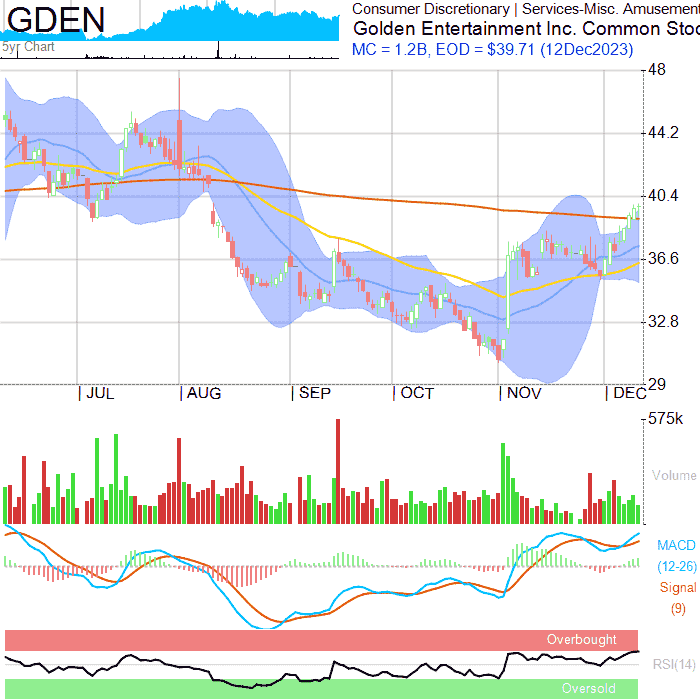 GDEN
5yr Chart
Consumer Discretionary | Services-Misc. Amusement
Golden Entertainment Inc. Common Stoc
MC = 1.2B, EOD = $39.71 (12Dec2023)
48
44.2
40.4
36.6
32.8
29
JUL
AUG
SEP
OCT
NOV
DEC
575k
Volume
MACD
(12-26)
Signal
(9)
Overbought
RSI(14)
Oversold